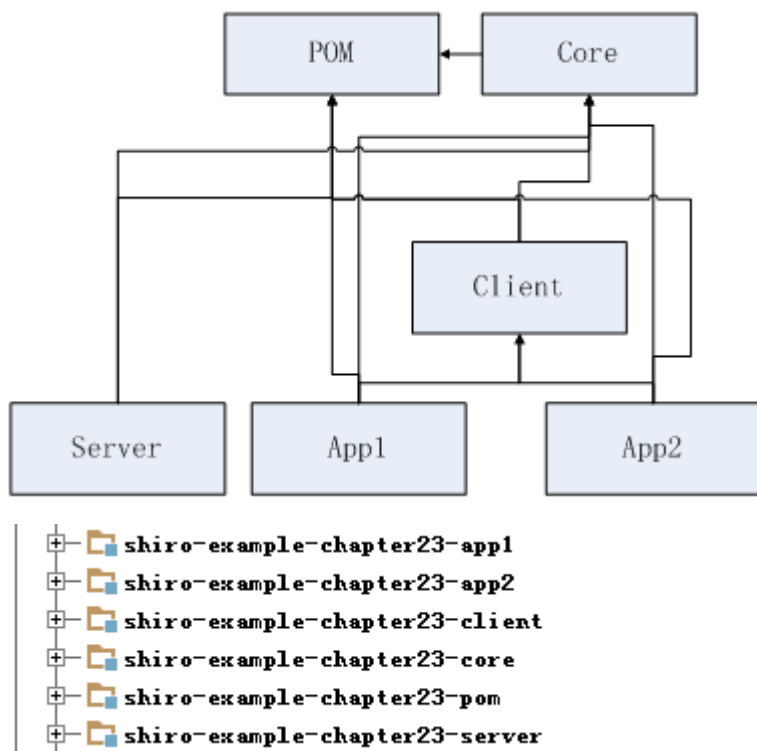 POM Core
Client
Server App1 App2
shiro-example-chapter23-app1
shiro-example-chapter23-app2
shiro-example-chapter23-client
shiro-example-chapter23-core
shiro-example-chapter23-pom
shiro-example-chapter23-server